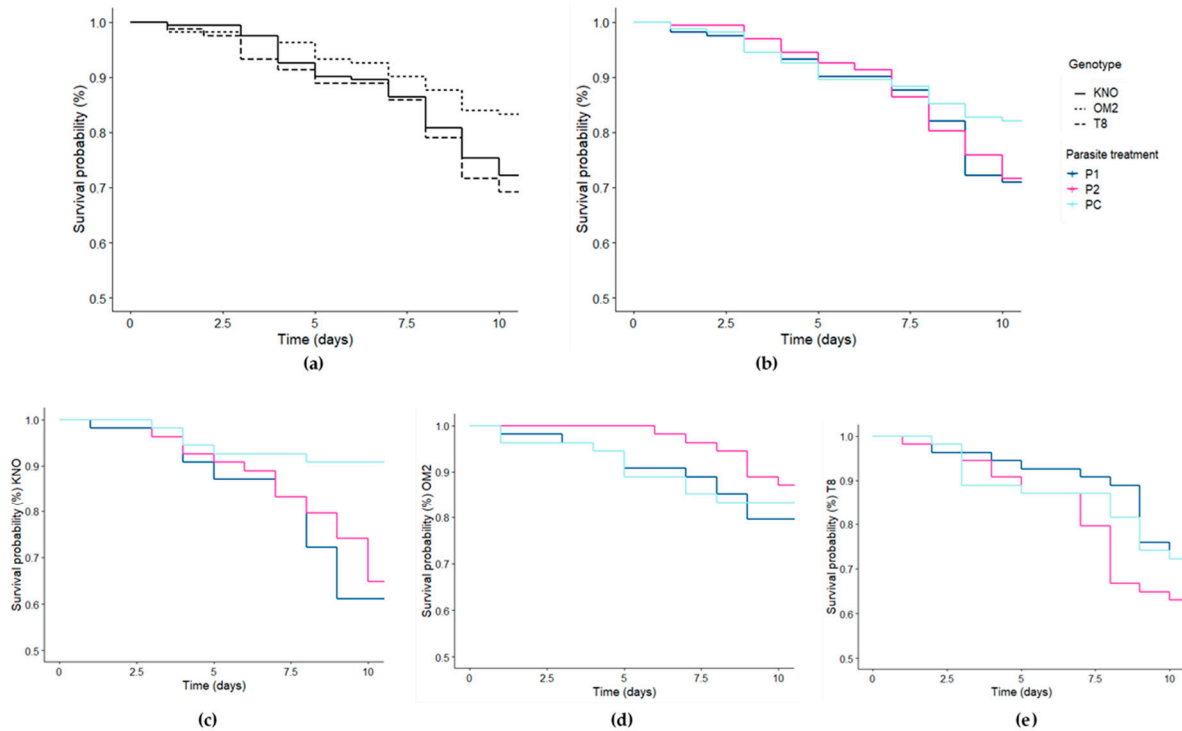 Survival probability (%)
1.0
0.9
0.8
0.7
0.6
0.5
0
2.5
5
7.5
10
Time (days)
(a)
Survival probability (%)
1.0
0.9
0.8
0.7
0.6
0.5
0
2.5
5
7.5
10
Time (days)
(b)
Genotype
KNO
OM2
T8
Parasite treatment
P1
P2
PC
Survival probability (%) KNO
1.0
0.9
0.8
0.7
0.6
0.5
0
2.5
5
7.5
10
Time (days)
(c)
Survival probability (%) OM2
1.0
0.9
0.8
0.7
0.6
0.5
0
2.5
5
7.5
10
Time (days)
(d)
Survival probability (%) T8
1.0
0.9
0.8
0.7
0.6
0.5
0
2.5
5
7.5
10
Time (days)
(e)